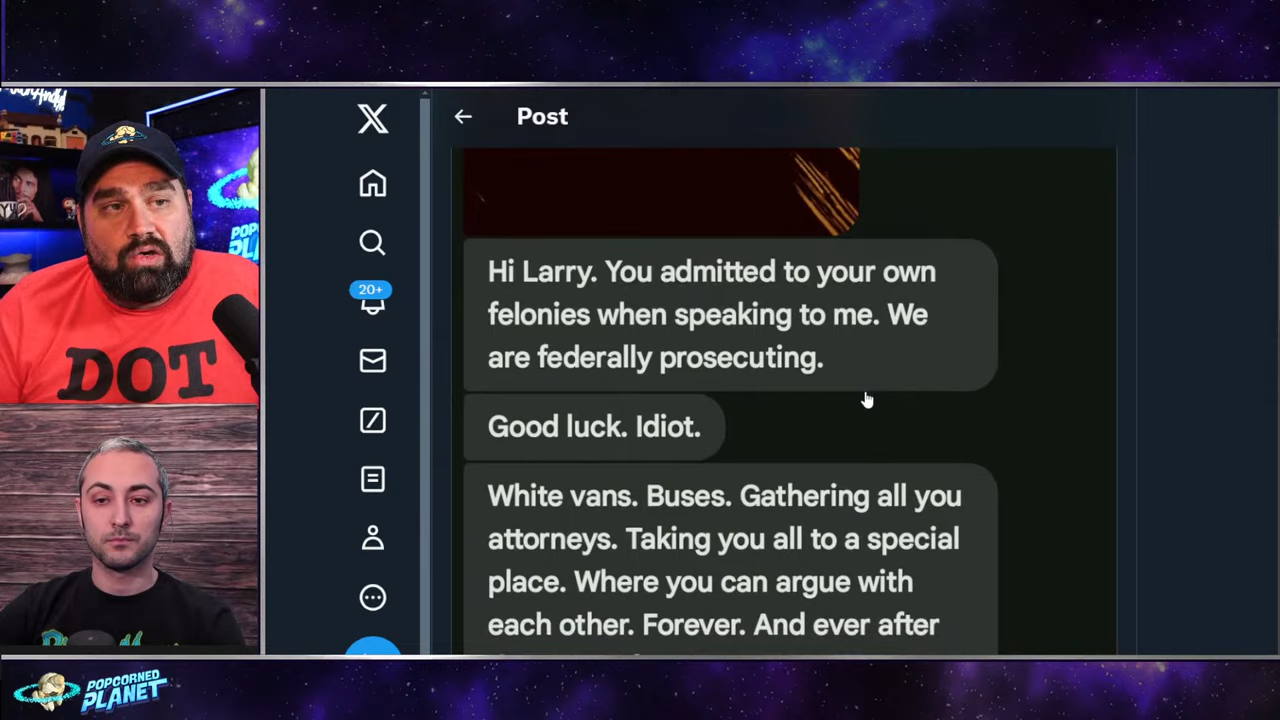 Post
20+
Hi Larry. You admitted to your own
felonies when speaking to me. We
are federally prosecuting.
Good luck. Idiot.
White vans. Buses. Gathering all you
attorneys. Taking you all to a special
place. Where you can argue with
each other. Forever. And ever after
DOT
POPCORNED
PLANET